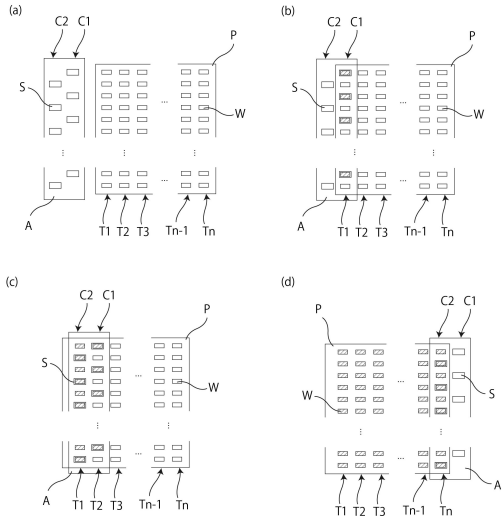 (a)
C2 C1
P
S
W
...
⋮ ⋮ ⋮
...
A
T1 T2 T3 Tn-1 Tn
(b)
C2 C1
P
S
W
...
⋮ ⋮ ⋮
...
A
T1 T2 T3 Tn-1 Tn
(c)
C2 C1
P
S
W
...
⋮ ⋮
...
A
T1 T2 T3 Tn-1 Tn
(d)
C2 C1
P
S
W
...
⋮ ⋮
...
A
T1 T2 T3 Tn-1 Tn